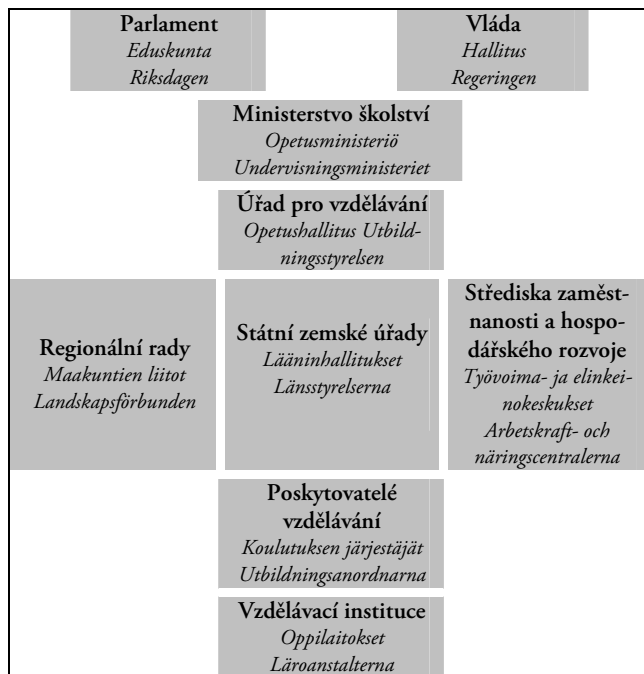 Parlament
Eduskunta
Riksdagen
Vláda
Hallitus
Regeringen
Ministerstvo školství
Opetusministeriö
Undervisningsministeriet
Úřad pro vzdělávání
Opetushallitus Utbild-
ningsstyrelsen
Regionální rady
Maakuntien liitot
Landskapsförbunden
Státní zemské úřady
Lääninhallitukset
Länsstyrelserna
Střediska zaměst-
nanosti a hospo-
dářského rozvoje
Työvoima- ja elinkei-
nokeskukset
Arbetskraft- och
näringscentralerna
Poskytovatelé
vzdělávání
Koulutuksen järjestäjät
Utbildningsanordnarna
Vzdělávací instituce
Oppilaitokset
Läroanstalterna